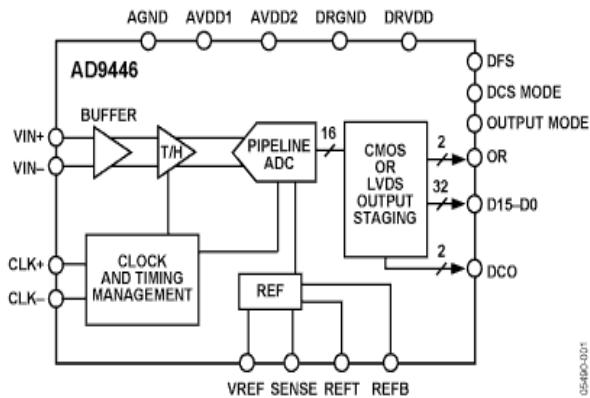 AGND AVDD1 AVDD2 DRGND DRVDD
AD9446
DFS
DCS MODE
OUTPUT MODE
BUFFER
VIN+
VIN–
T/H
PIPELINE
ADC
16
CMOS
OR
LVDS
OUTPUT
STAGING
2
OR
32
D15–D0
2
DCO
CLK+
CLK–
CLOCK
AND TIMING
MANAGEMENT
REF
VREF SENSE REFT REFB
05490-001